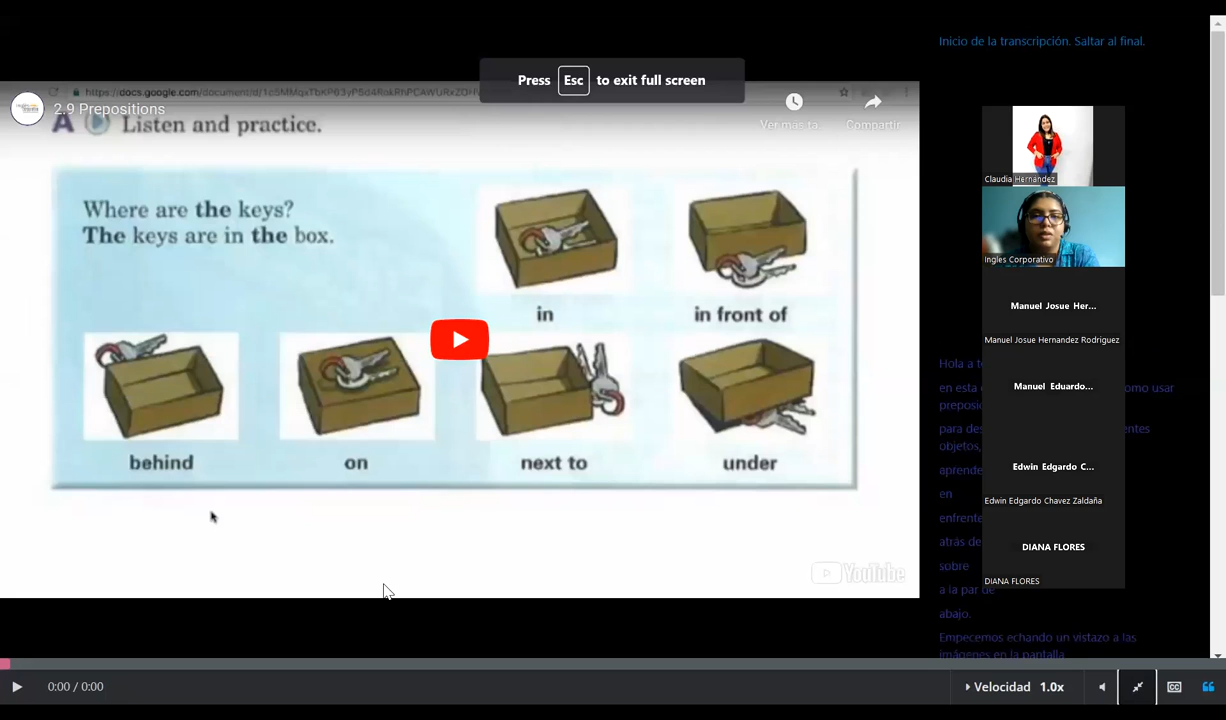 Inicio de la transcripción. Saltar al final.
Press Esc to exit full screen
2.9 Prepositions
A Listen and practice.
Ver más ta
Compartir
Where are the keys?
The keys are in the box.
in
in front of
behind
on
next to
under
YouTube
Claudia Hernandez
Ingles Corporativo
Manuel Josue Her...
Manuel Josue Hernandez Rodriguez
Manuel Eduardo...
Edwin Edgardo C...
Edwin Edgardo Chavez Zaldaña
DIANA FLORES
DIANA FLORES
Hola a
en esta
omo usar
para
objetos,
en
enfrente
atrás de
sobre
a la par de
abajo.
Empecemos echando un vistazo a las
imágenes en la pantalla
0:00 / 0:00
Velocidad 1.0x
CC